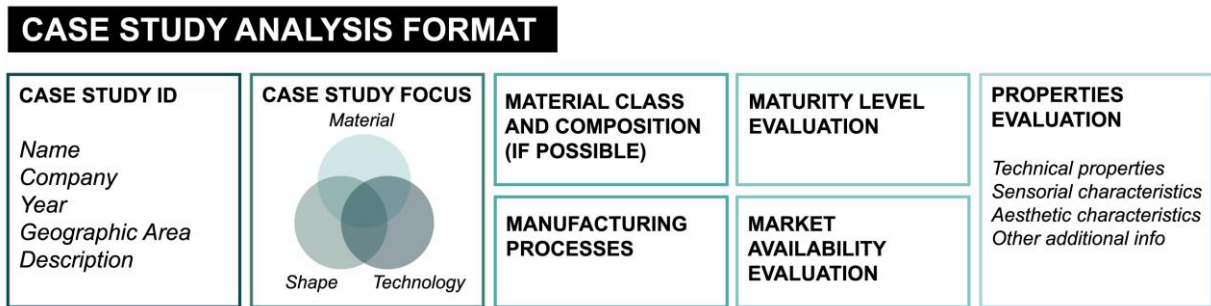 CASE STUDY ANALYSIS FORMAT
CASE STUDY ID
Name
Company
Year
Geographic Area
Description
CASE STUDY FOCUS
Material
Shape
Technology
MATERIAL CLASS
AND COMPOSITION
(IF POSSIBLE)
MANUFACTURING
PROCESSES
MATURITY LEVEL
EVALUATION
MARKET
AVAILABILITY
EVALUATION
PROPERTIES
EVALUATION
Technical properties
Sensorial characteristics
Aesthetic characteristics
Other additional info